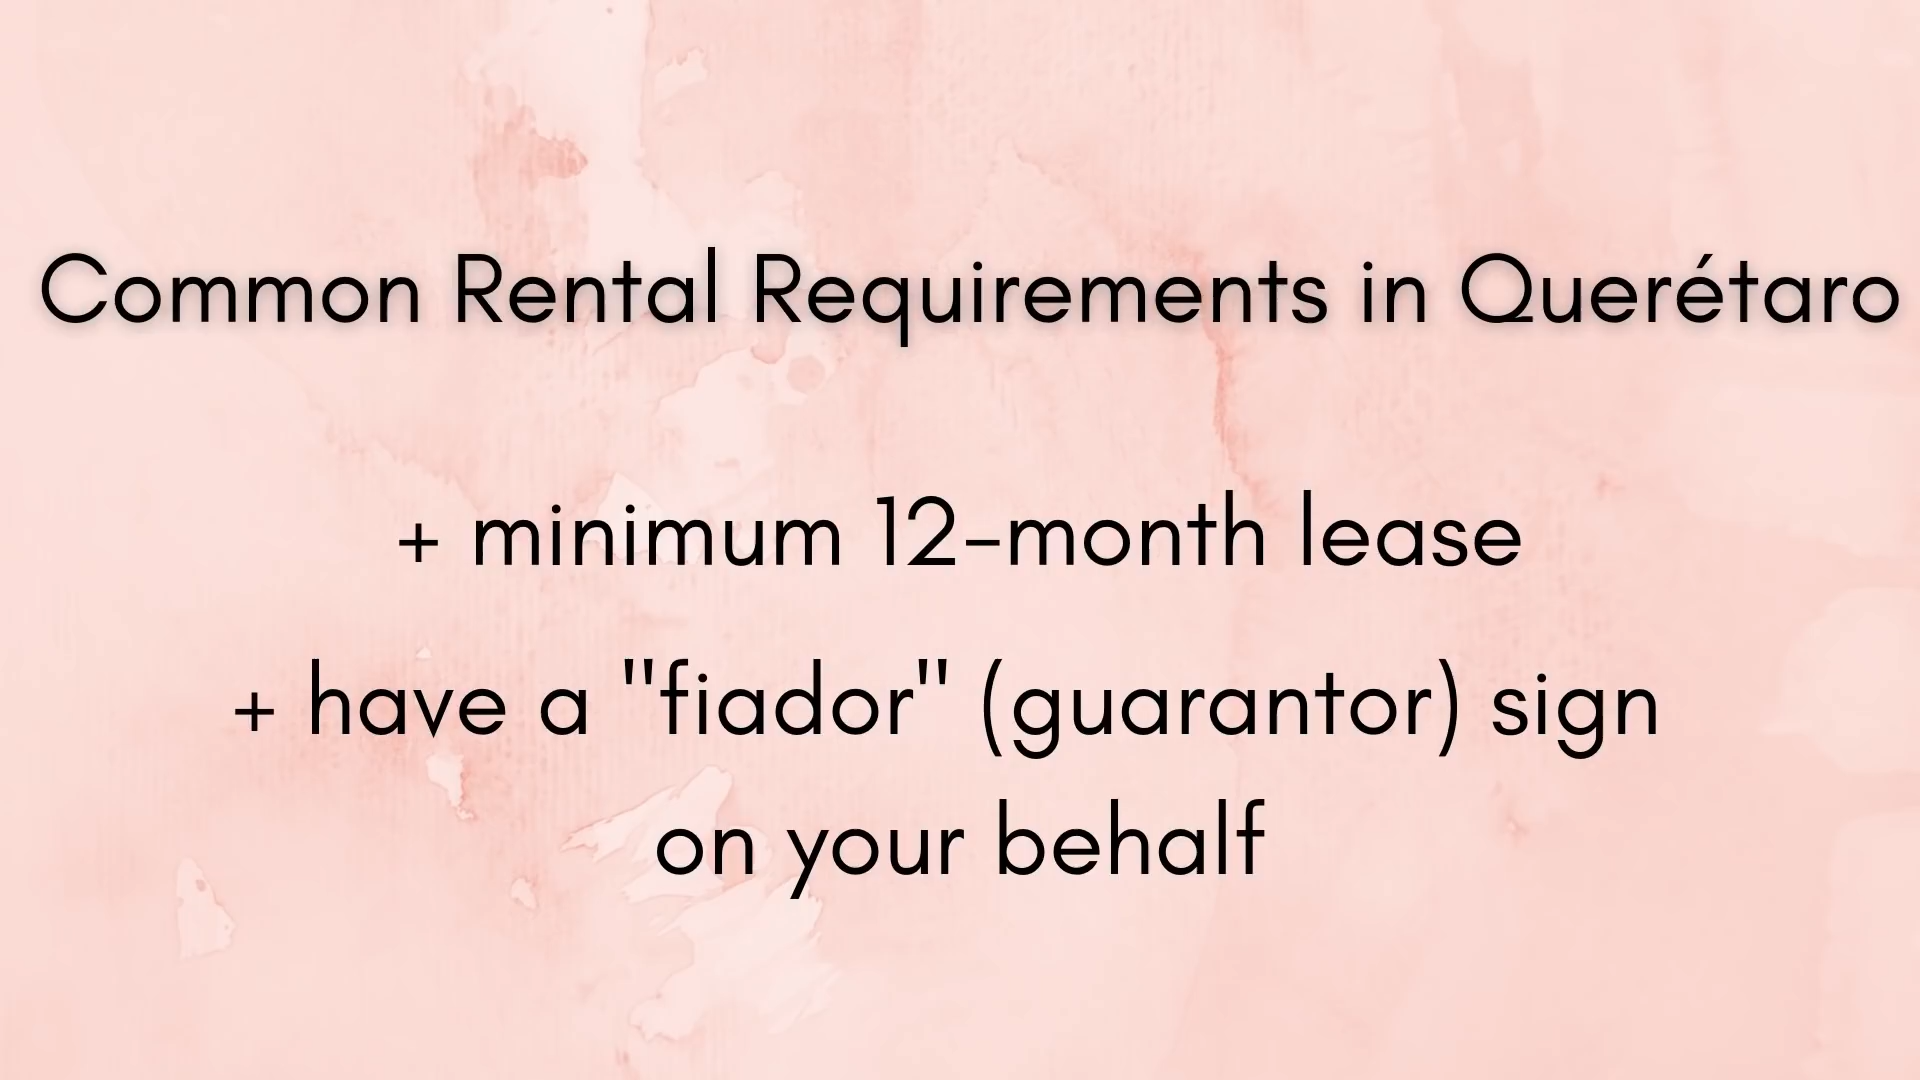 Common Rental Requirements in Querétaro
+ minimum 12-month lease
+ have a "fiador" (guarantor) sign
on your behalf